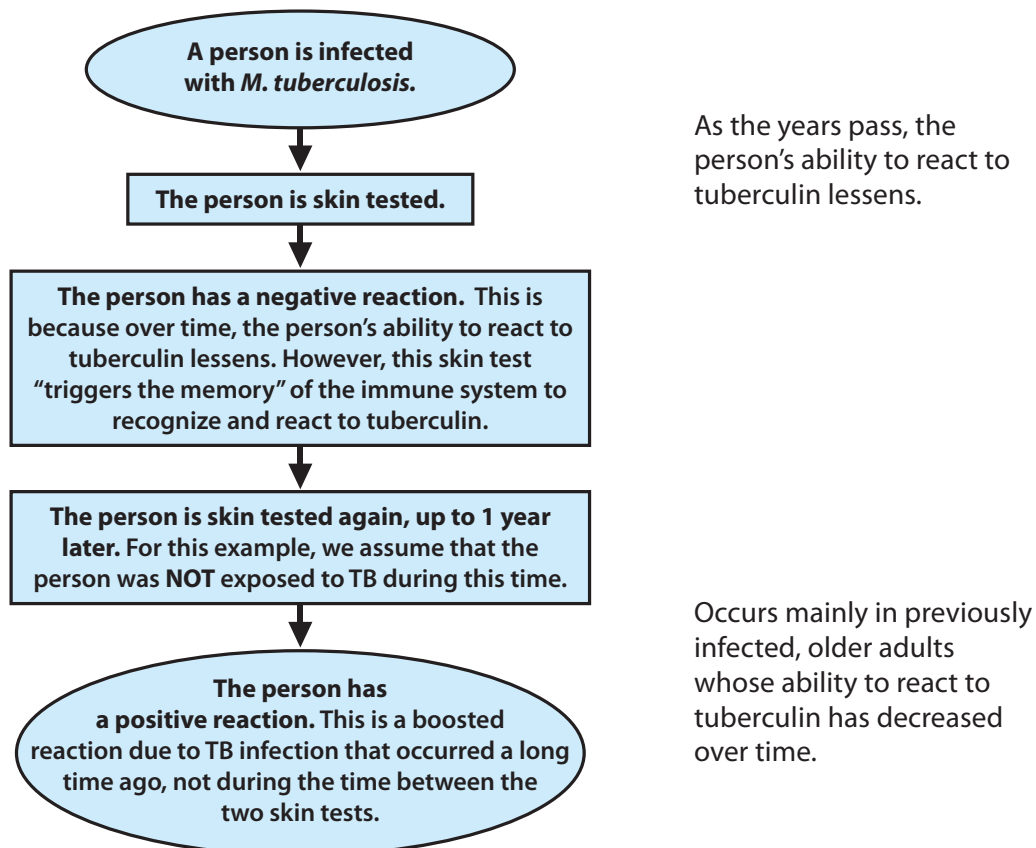 A person is infected
with M. tuberculosis.
As the years pass, the
person’s ability to react to
tuberculin lessens.
The person is skin tested.
The person has a negative reaction. This is
because over time, the person’s ability to react to
tuberculin lessens. However, this skin test
“triggers the memory” of the immune system to
recognize and react to tuberculin.
The person is skin tested again, up to 1 year
later. For this example, we assume that the
person was NOT exposed to TB during this time.
Occurs mainly in previously
infected, older adults
whose ability to react to
tuberculin has decreased
over time.
The person has
a positive reaction. This is a boosted
reaction due to TB infection that occurred a long
time ago, not during the time between the
two skin tests.